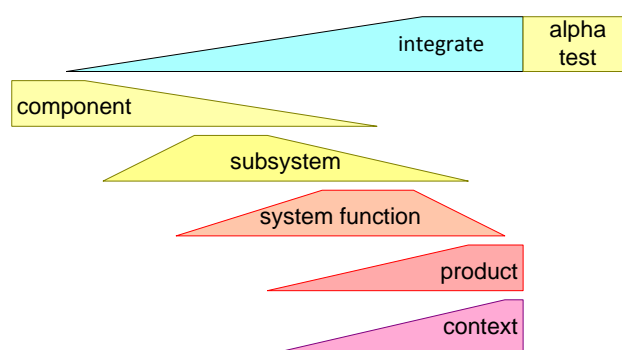 integrate
alpha
test
component
subsystem
system function
product
context